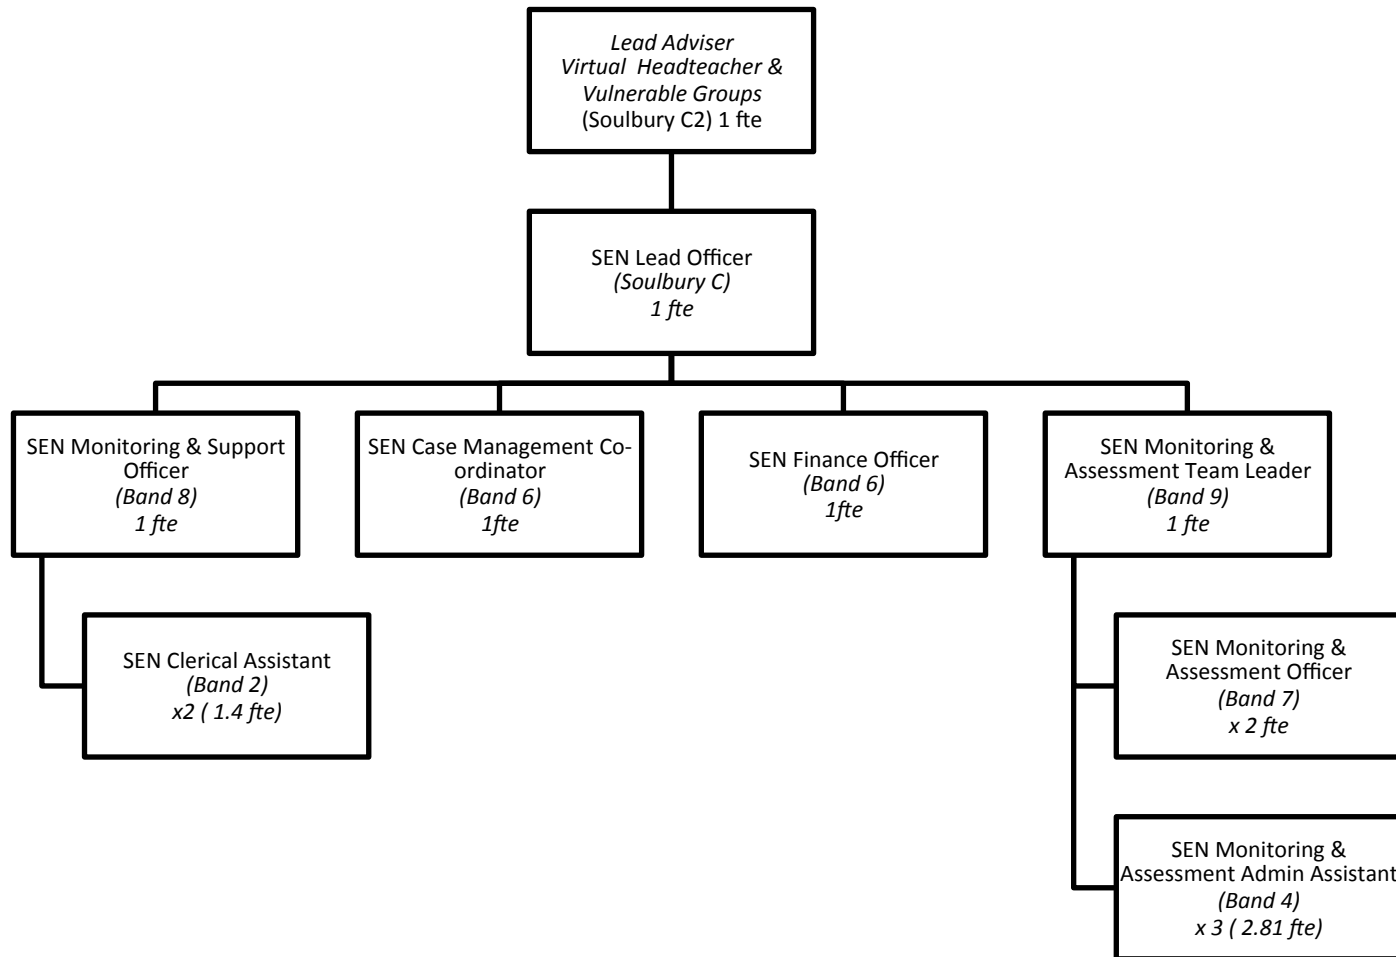 Lead Adviser
Virtual  Headteacher &
Vulnerable Groups
(Soulbury C2) 1 fte
SEN Lead Officer
(Soulbury C)
1 fte
SEN Monitoring & Support
Officer
(Band 8)
1 fte
SEN Case Management Co-
ordinator
(Band 6)
1fte
SEN Finance Officer
(Band 6)
1fte
SEN Monitoring &
Assessment Team Leader
(Band 9)
1 fte
SEN Clerical Assistant
(Band 2)
x2 ( 1.4 fte)
SEN Monitoring &
Assessment Officer
(Band 7)
x 2 fte
SEN Monitoring &
Assessment Admin Assistant
(Band 4)
x 3 ( 2.81 fte)